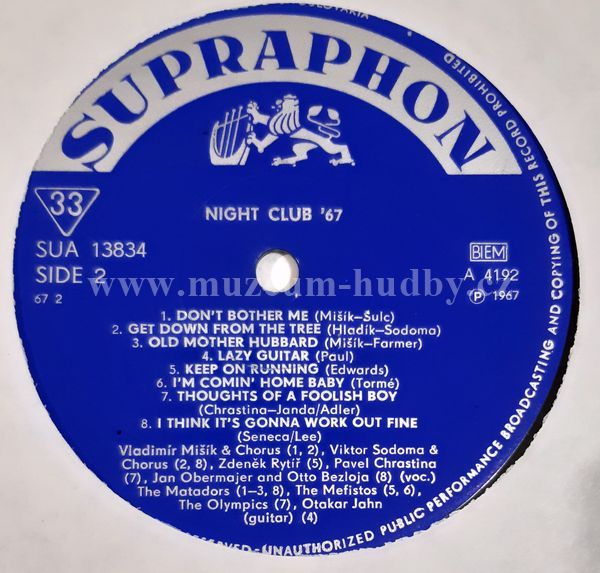 SLOVAKIA
SUPRAPHON
33
NIGHT CLUB '67
SUA 13834
SIDE 2
67 2
BIEM
A 4192
Ⓟ 1967
www.muzeum-hudby.cz
1. DON'T BOTHER ME (Mišík-Šulc)
2. GET DOWN FROM THE TREE (Hladík-Sodoma)
3. OLD MOTHER HUBBARD (Mišík-Farmer)
4. LAZY GUITAR (Paul)
5. KEEP ON RUNNING (Edwards)
6. I'M COMIN' HOME BABY (Tormé)
7. THOUGHTS OF A FOOLISH BOY
(Chrastina-Janda/Adler)
8. I THINK IT'S GONNA WORK OUT FINE
(Seneca/Lee)
Vladimír Mišík & Chorus (1, 2), Viktor Sodoma &
Chorus (2, 8), Zdeněk Rytíř (5), Pavel Chrastina
(7), Jan Obermajer and Otto Bezloja (8) (voc.)
The Matadors (1-3, 8), The Mefistos (5, 6),
The Olympics (7), Otakar Jahn
(guitar) (4)
RESERVED-UNAUTHORIZED PUBLIC PERFORMANCE BROADCASTING AND COPYING OF THIS RECORD PROHIBITED